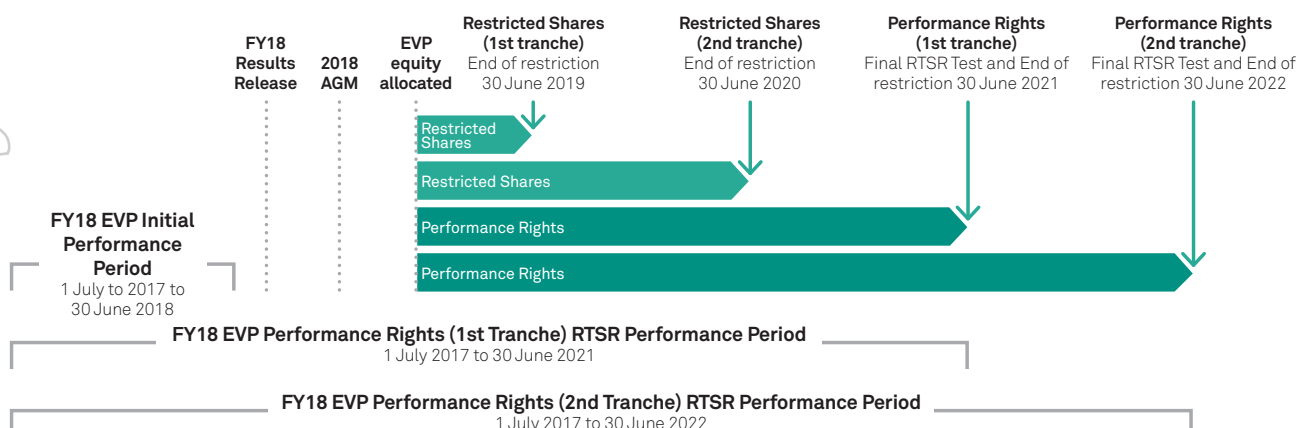 FY18
Results
Release
2018
AGM
EVP
equity
allocated
Restricted Shares
(1st tranche)
End of restriction
30 June 2019
Restricted Shares
(2nd tranche)
End of restriction
30 June 2020
Performance Rights
(1st tranche)
Final RTSR Test and End of
restriction 30 June 2021
Performance Rights
(2nd tranche)
Final RTSR Test and End of
restriction 30 June 2022
Restricted
Shares
Restricted Shares
Performance Rights
Performance Rights
FY18 EVP Initial
Performance
Period
1 July to 2017 to
30 June 2018
FY18 EVP Performance Rights (1st Tranche) RTSR Performance Period
1 July 2017 to 30 June 2021
FY18 EVP Performance Rights (2nd Tranche) RTSR Performance Period
1 July 2017 to 30 June 2022